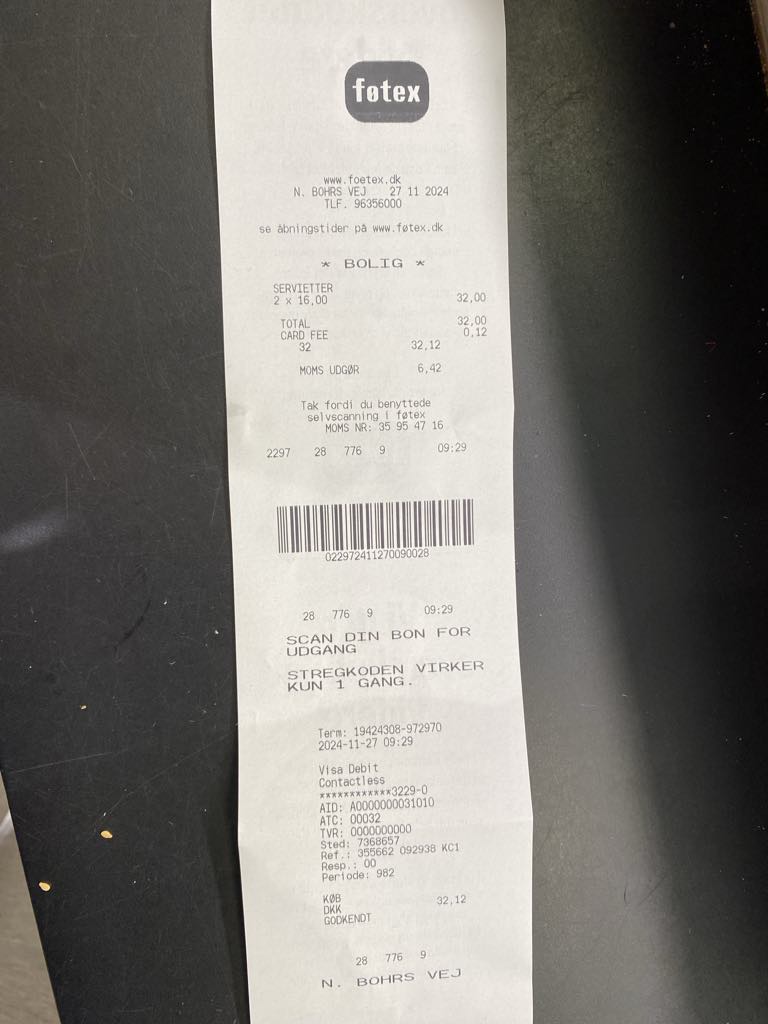 føtex
www.foetex.dk
N. BOHRS VEJ 27 11 2024
TLF. 96356000
se åbningstider på www.føtex.dk
* BOLIG *
SERVIETTER
2 x 16,00 32,00
TOTAL 32,00
CARD FEE 0,12
32 32,12
MOMS UDGØR 6,42
Tak fordi du benyttede
selvscanning i føtex
MOMS NR: 35 95 47 16
2297 28 776 9 09:29
022972411270090028
28 776 9 09:29
SCAN DIN BON FOR
UDGANG
STREGKODEN VIRKER
KUN 1 GANG.
Term: 19424308-972970
2024-11-27 09:29
Visa Debit
Contactless
************3229-0
AID: A0000000031010
ATC: 00032
TVR: 0000000000
Sted: 7368657
Ref.: 355662 092938 KC1
Resp.: 00
Periode: 982
KØB 32,12
DKK
GODKENDT
28 776 9
N. BOHRS VEJ